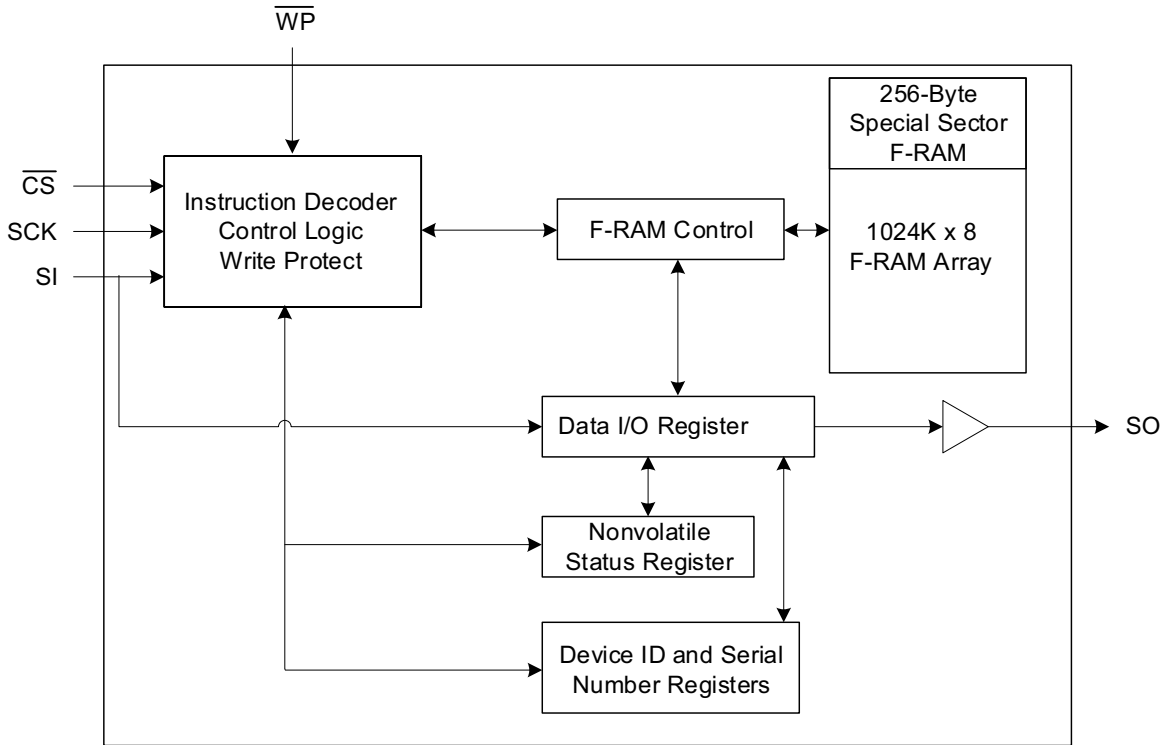 WP
256-Byte
Special Sector
F-RAM
CS
SCK
SI
Instruction Decoder
Control Logic
Write Protect
F-RAM Control
1024K x 8
F-RAM Array
Data I/O Register
SO
Nonvolatile
Status Register
Device ID and Serial
Number Registers